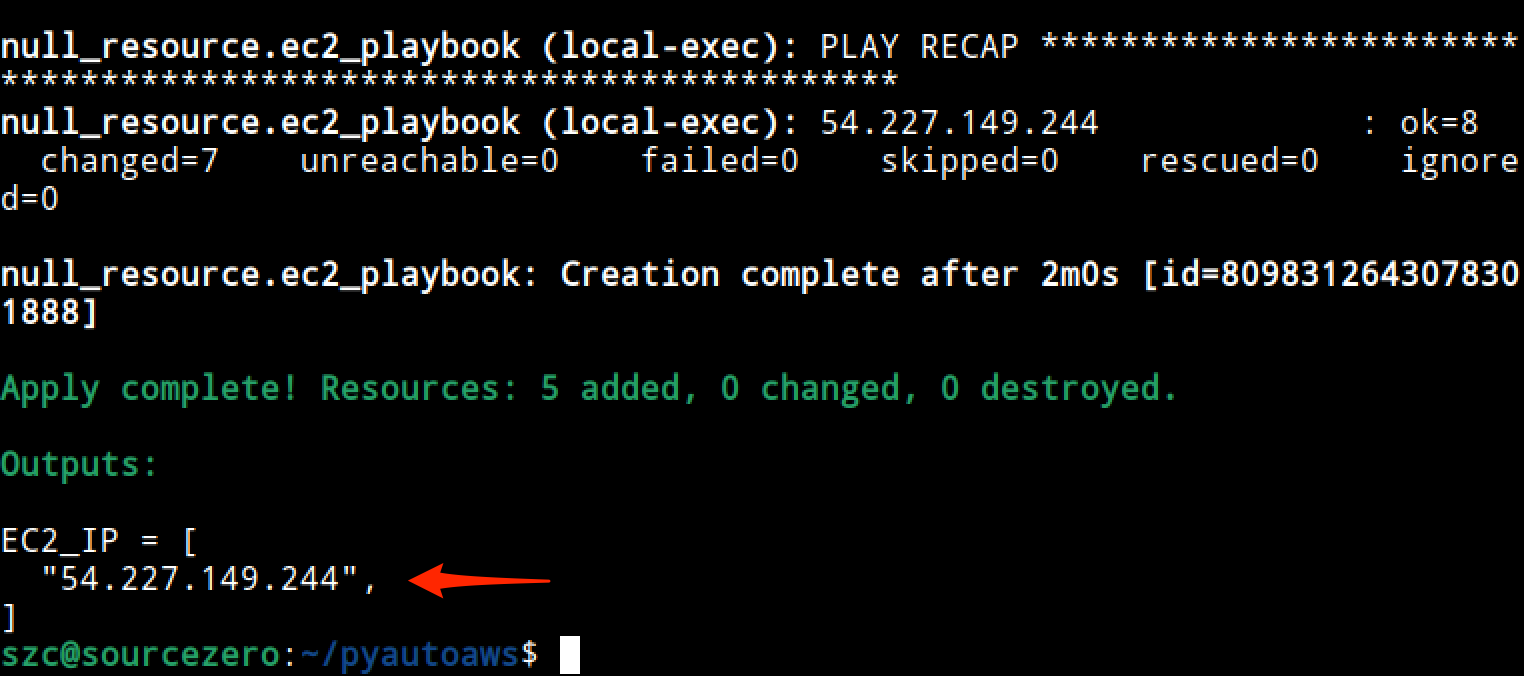 null_resource.ec2_playbook (local-exec): PLAY RECAP ************************
*********************************************
null_resource.ec2_playbook (local-exec): 54.227.149.244             : ok=8
  changed=7    unreachable=0    failed=0    skipped=0    rescued=0    ignore
d=0
null_resource.ec2_playbook: Creation complete after 2m0s [id=809831264307830
1888]
Apply complete! Resources: 5 added, 0 changed, 0 destroyed.
Outputs:
EC2_IP = [
  "54.227.149.244",
]
szc@sourcezero:~/pyautoaws$